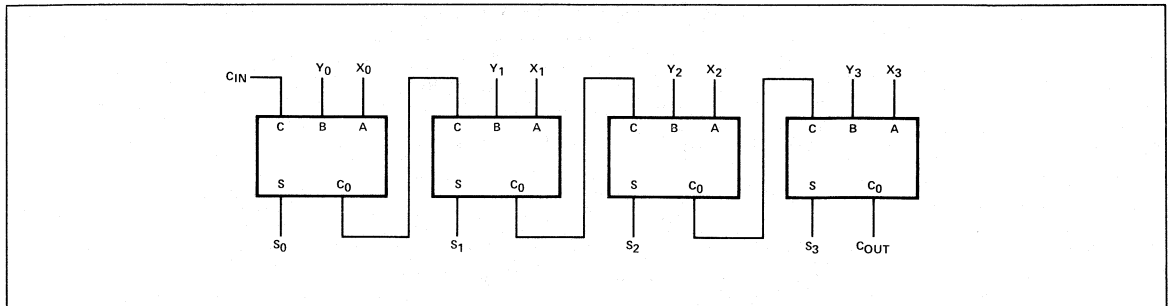 CIN Y0 X0 Y1 X1 Y2 X2 Y3 X3
C B A C B A C B A C B A
S C0 S C0 S C0 S C0
S0 S1 S2 S3 COUT